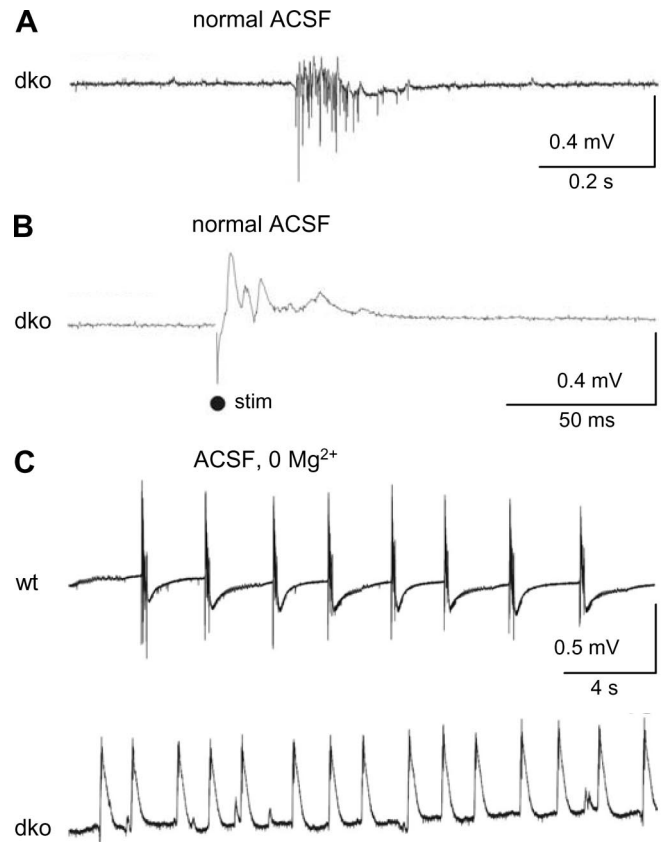 A
normal ACSF
dko
0.4 mV
0.2 s
B
normal ACSF
dko
stim
0.4 mV
50 ms
C
ACSF, 0 Mg²⁺
wt
0.5 mV
4 s
dko